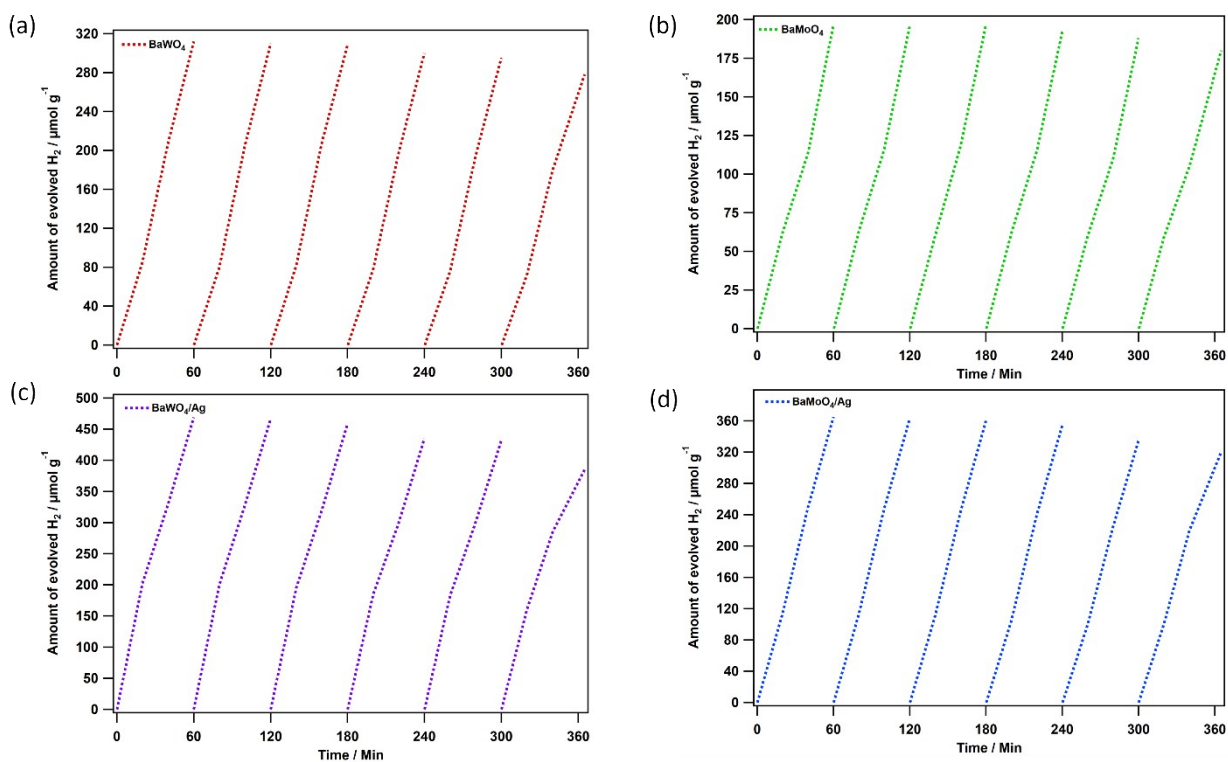 (a)
BaWO4
Amount of evolved H2 / µmol g-1
320
280
240
200
160
120
80
40
0
0 60 120 180 240 300 360
(b)
BaMoO4
Amount of evolved H2 / µmol g-1
200
175
150
125
100
75
50
25
0
0 60 120 180 240 300 360
Time / Min
(c)
BaWO4/Ag
Amount of evolved H2 / µmol g-1
500
450
400
350
300
250
200
150
100
50
0
0 60 120 180 240 300 360
Time / Min
(d)
BaMoO4/Ag
Amount of evolved H2 / µmol g-1
360
320
280
240
200
160
120
80
40
0
0 60 120 180 240 300 360
Time / Min